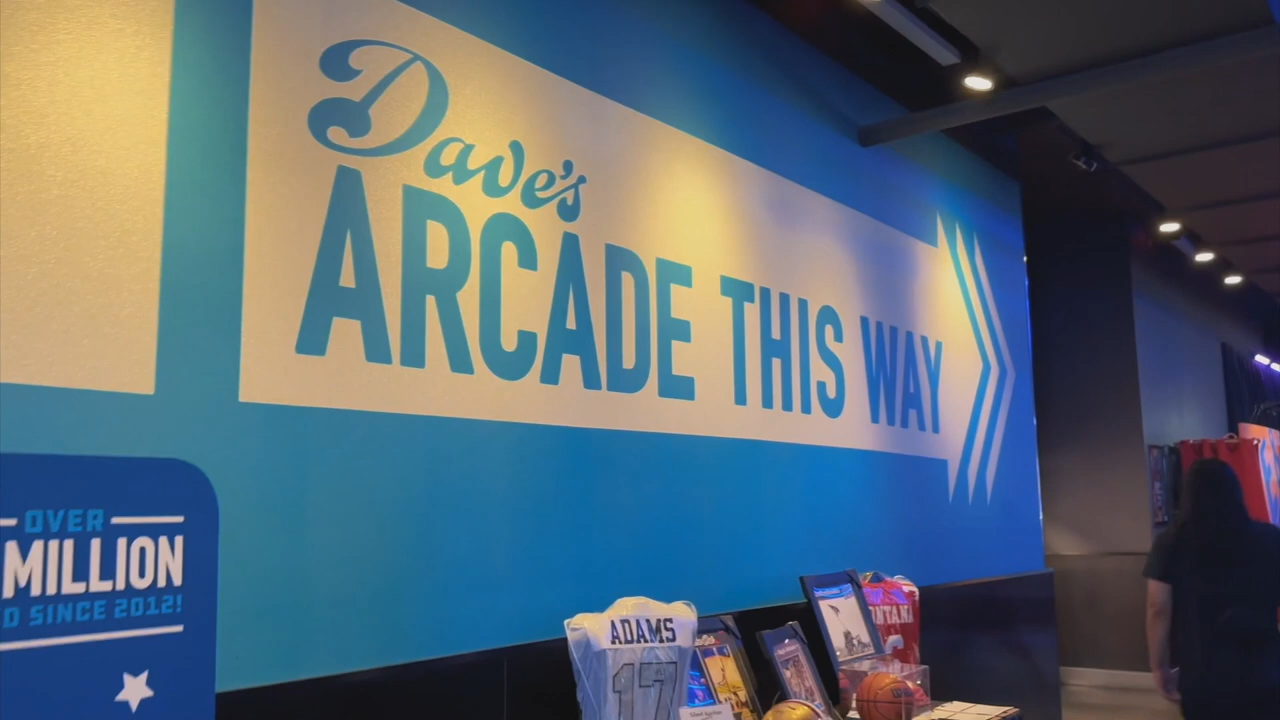 Dave's
ARCADE THIS WAY
OVER
MILLION
D SINCE 2012!
ADAMS
17
NTANA